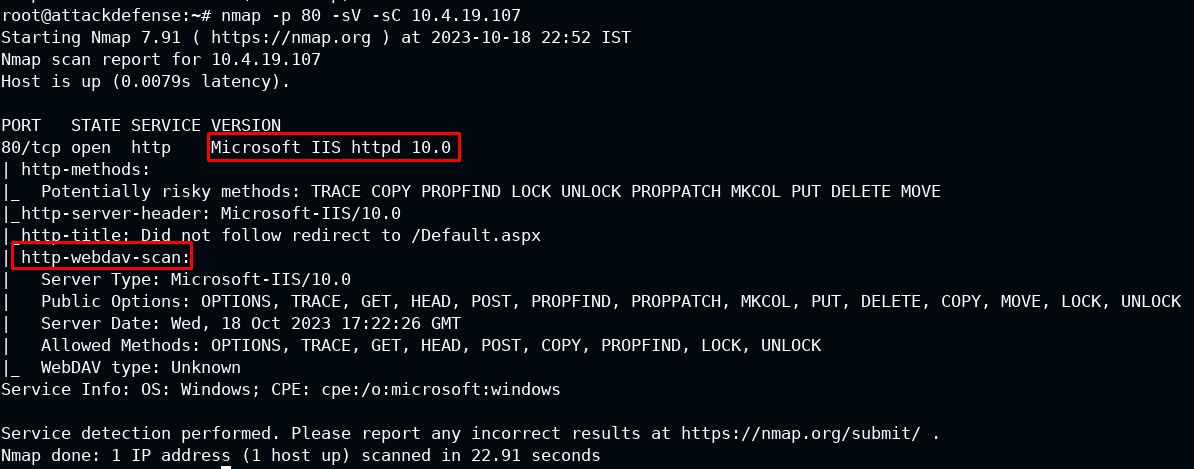 root@attackdefense:~# nmap -p 80 -sV -sC 10.4.19.107
Starting Nmap 7.91 ( https://nmap.org ) at 2023-10-18 22:52 IST
Nmap scan report for 10.4.19.107
Host is up (0.0079s latency).

PORT   STATE SERVICE VERSION
80/tcp open  http    Microsoft IIS httpd 10.0
| http-methods:
|_  Potentially risky methods: TRACE COPY PROPFIND LOCK UNLOCK PROPPATCH MKCOL PUT DELETE MOVE
|_http-server-header: Microsoft-IIS/10.0
|_http-title: Did not follow redirect to /Default.aspx
| http-webdav-scan:
|   Server Type: Microsoft-IIS/10.0
|   Public Options: OPTIONS, TRACE, GET, HEAD, POST, PROPFIND, PROPPATCH, MKCOL, PUT, DELETE, COPY, MOVE, LOCK, UNLOCK
|   Server Date: Wed, 18 Oct 2023 17:22:26 GMT
|   Allowed Methods: OPTIONS, TRACE, GET, HEAD, POST, COPY, PROPFIND, LOCK, UNLOCK
|_  WebDAV type: Unknown
Service Info: OS: Windows; CPE: cpe:/o:microsoft:windows

Service detection performed. Please report any incorrect results at https://nmap.org/submit/ .
Nmap done: 1 IP address (1 host up) scanned in 22.91 seconds